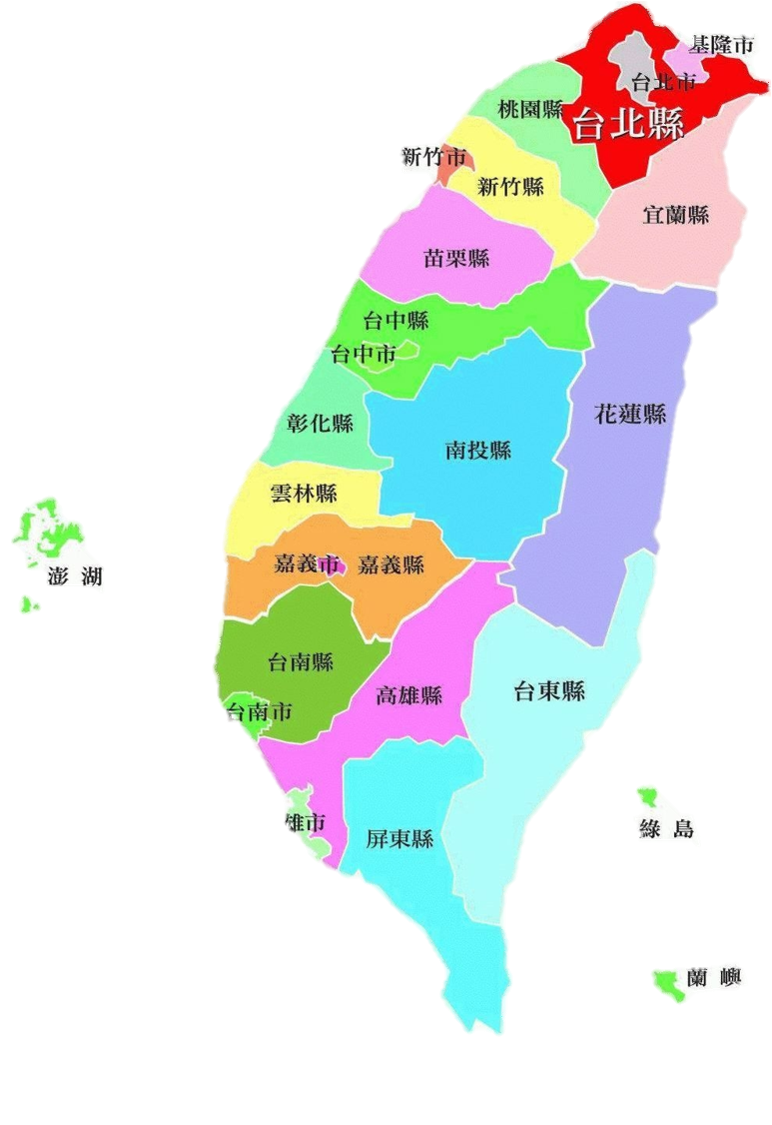 基隆市
台北市
桃園縣
台北縣
新竹市
新竹縣
宜蘭縣
苗栗縣
台中縣
台中市
花蓮縣
彰化縣
南投縣
雲林縣
嘉義市
嘉義縣
澎湖
台南縣
台東縣
高雄縣
台南市
雄市
綠島
屏東縣
蘭嶼